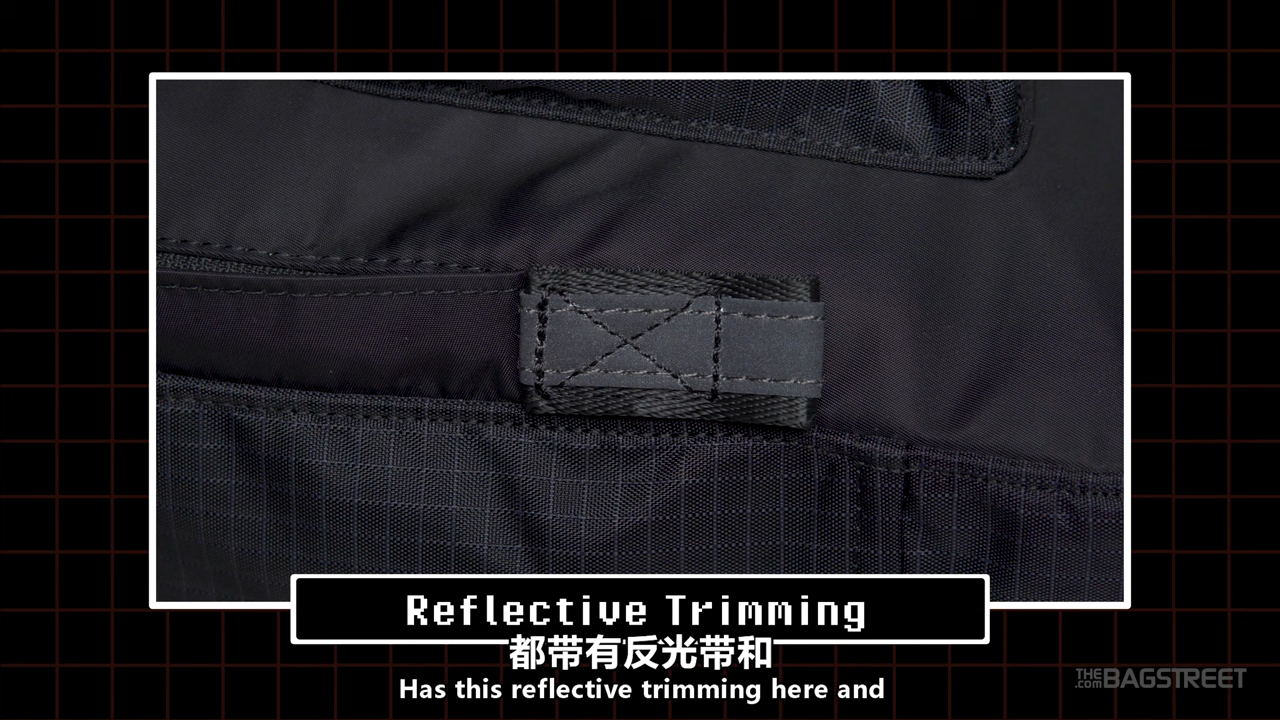 Reflective Trimming
都带有反光带和
Has this reflective trimming here and
THE
.com
BAGSTREET